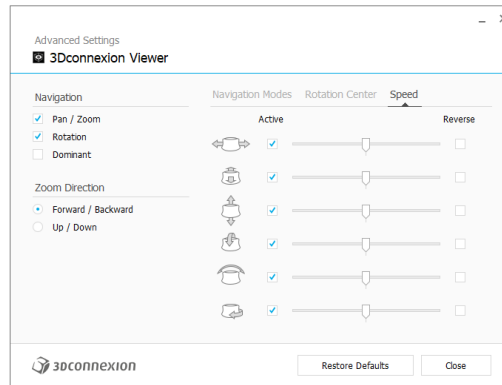 Advanced Settings
3Dconnexion Viewer
Navigation
Pan / Zoom
Rotation
Dominant
Zoom Direction
Forward / Backward
Up / Down
Navigation Modes Rotation Center Speed
Active Reverse
3Dconnexion
Restore Defaults Close